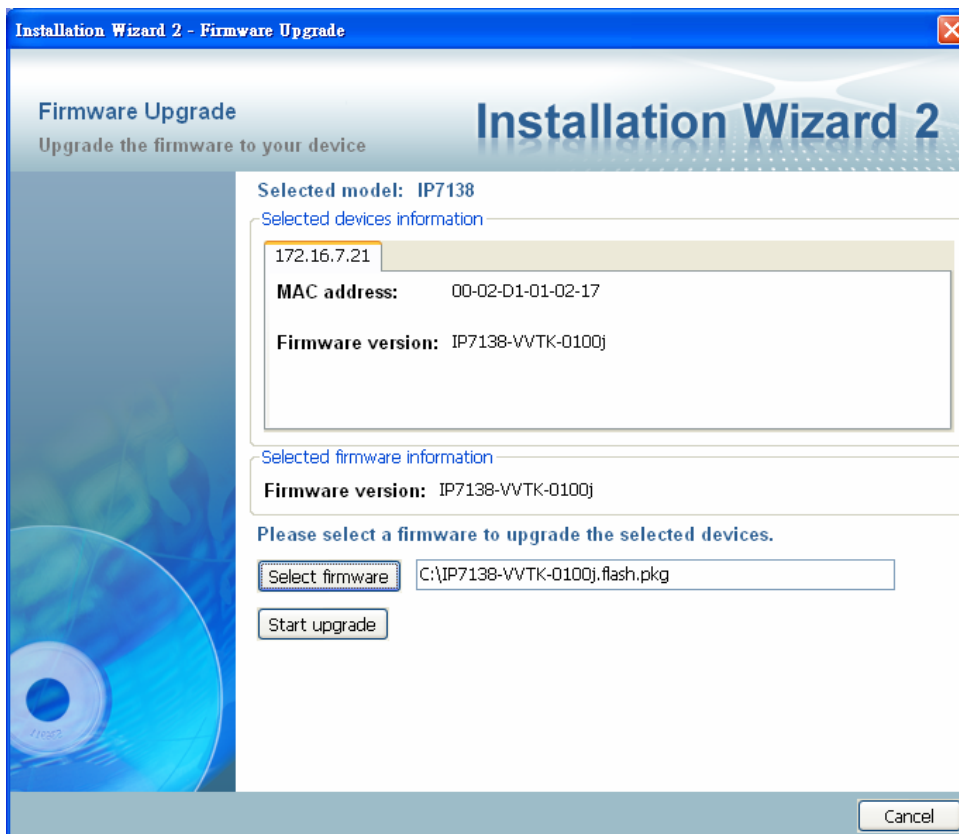 Installation Wizard 2 - Firmware Upgrade
Firmware Upgrade
Upgrade the firmware to your device
Installation Wizard 2
Selected model: IP7138
Selected devices information
172.16.7.21
MAC address: 00-02-D1-01-02-17
Firmware version: IP7138-VVTK-0100j
Selected firmware information
Firmware version: IP7138-VVTK-0100j
Please select a firmware to upgrade the selected devices.
Select firmware C:\IP7138-VVTK-0100j.flash.pkg
Start upgrade
Cancel